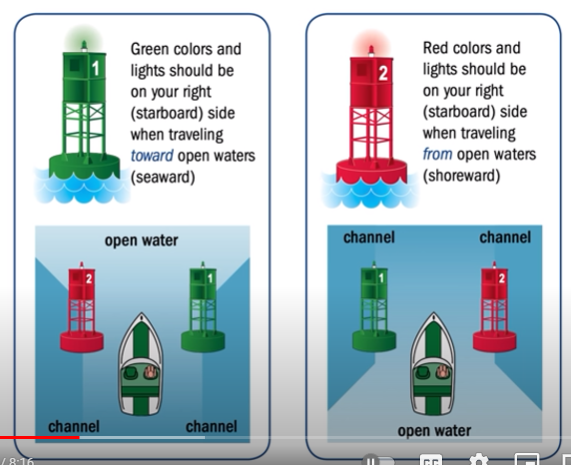 1
Green colors and
lights should be
on your right
(starboard) side
when traveling
toward open waters
(seaward)
open water
2
1
channel
channel
2
Red colors and
lights should be
on your right
(starboard) side
when traveling
from open waters
(shoreward)
channel
channel
1
2
open water
/ 8:16
CC